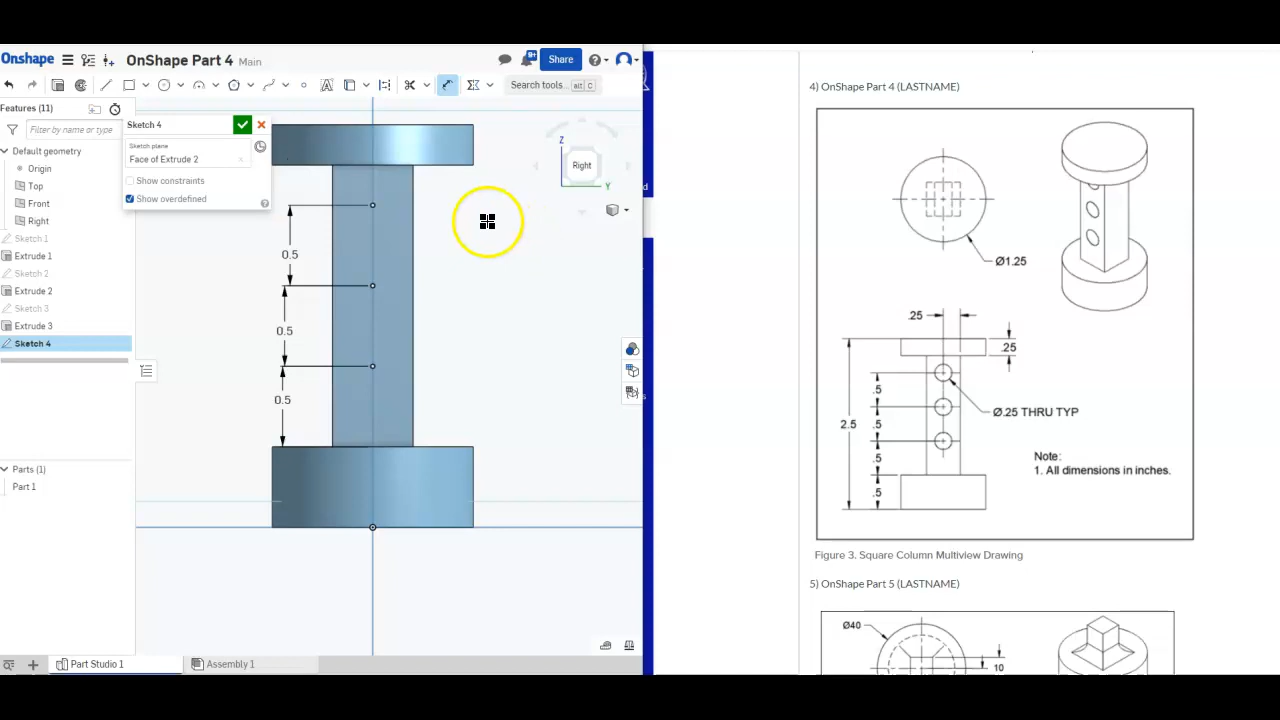 Onshape
OnShape Part 4 Main
9+
Share
Search tools... alt C
Features (11)
Filter by name or type
Default geometry
Origin
Top
Front
Right
Sketch 1
Extrude 1
Sketch 2
Extrude 2
Sketch 3
Extrude 3
Sketch 4
Parts (1)
Part 1
Sketch 4
Sketch plane
Face of Extrude 2
Show constraints
Show overdefined
0.5
0.5
0.5
Z
Right
Y
Part Studio 1
Assembly 1
d
4) OnShape Part 4 (LASTNAME)
Ø1.25
.25
.25
.5
.5
2.5
.5
.5
Ø.25 THRU TYP
Note:
1. All dimensions in inches.
Figure 3. Square Column Multiview Drawing
5) OnShape Part 5 (LASTNAME)
Ø40
10